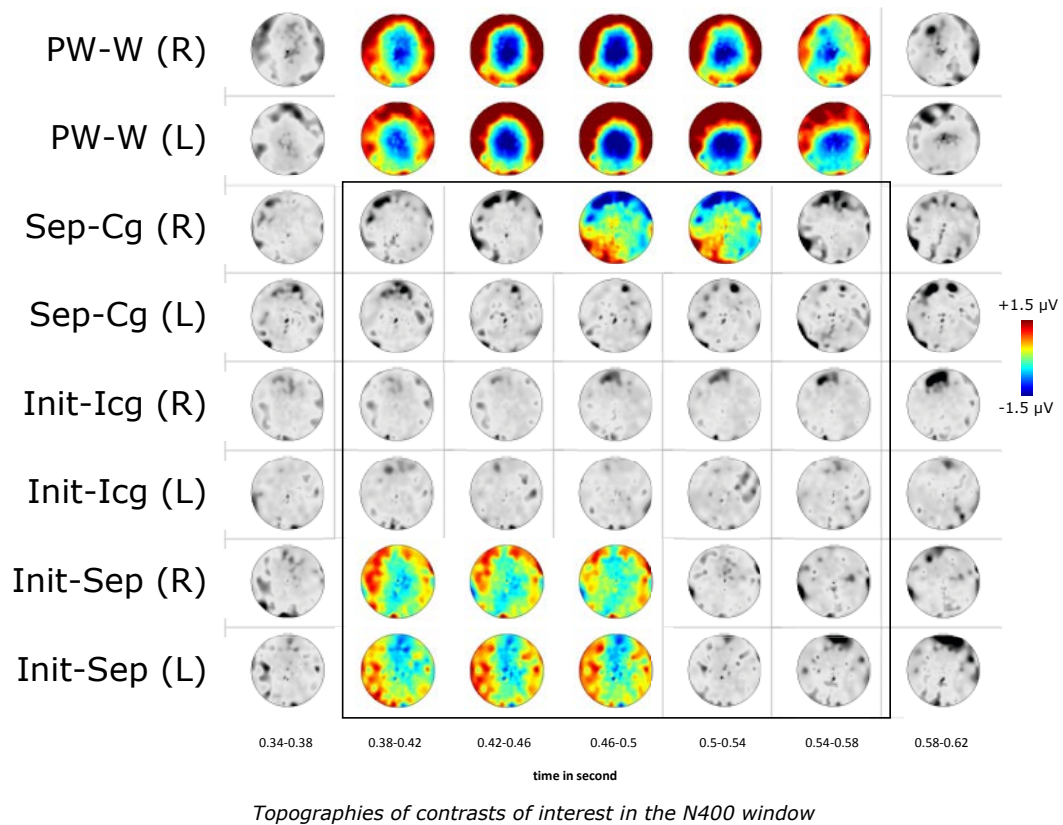 PW-W (R)
PW-W (L)
Sep-Cg (R)
Sep-Cg (L)
+1.5 µV
Init-Icg (R)
-1.5 µV
Init-Icg (L)
Init-Sep (R)
Init-Sep (L)
0.34-0.38 0.38-0.42 0.42-0.46 0.46-0.5 0.5-0.54 0.54-0.58 0.58-0.62
time in second
Topographies of contrasts of interest in the N400 window